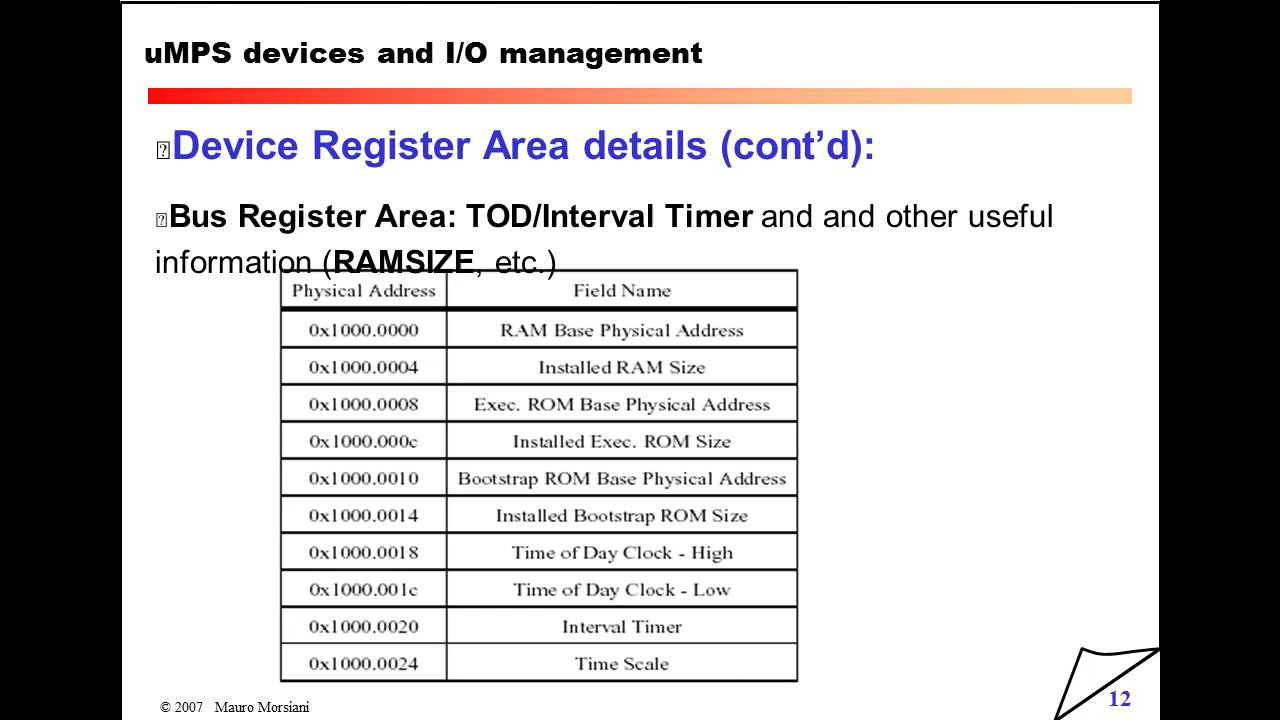 uMPS devices and I/O management
Device Register Area details (cont’d):
Bus Register Area: TOD/Interval Timer and and other useful
information (RAMSIZE, etc.)
Physical Address Field Name
0x1000.0000 RAM Base Physical Address
0x1000.0004 Installed RAM Size
0x1000.0008 Exec. ROM Base Physical Address
0x1000.000c Installed Exec. ROM Size
0x1000.0010 Bootstrap ROM Base Physical Address
0x1000.0014 Installed Bootstrap ROM Size
0x1000.0018 Time of Day Clock - High
0x1000.001c Time of Day Clock - Low
0x1000.0020 Interval Timer
0x1000.0024 Time Scale
© 2007 Mauro Morsiani
12